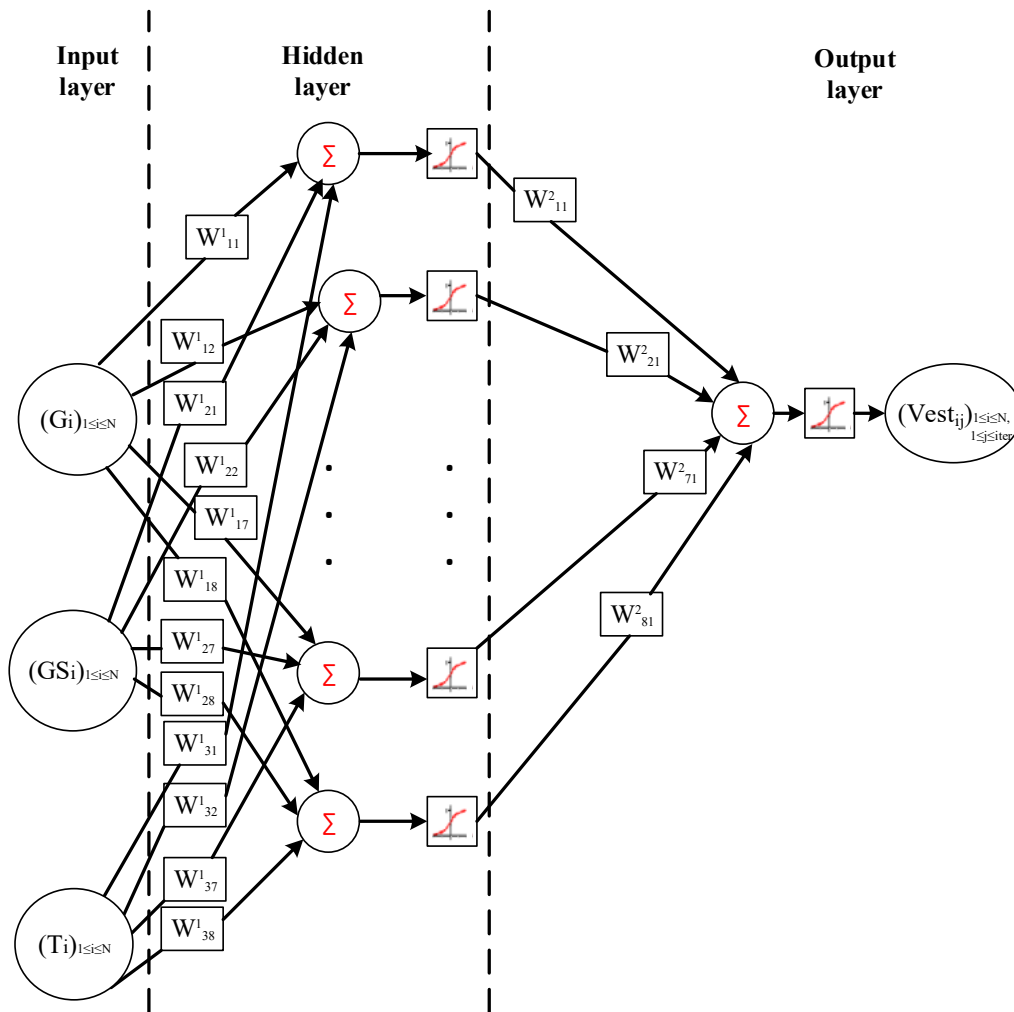 Input
layer
Hidden
layer
Output
layer
Σ
W¹₁₁
W²₁₁
Σ
W¹₁₂
W²₂₁
W¹₂₁
(Gi)1≤i≤N
Σ
(Vestij)1≤i≤N,
1≤j≤iter
W¹₂₂
W²₇₁
W¹₁₇
W¹₁₈
W²₈₁
W¹₂₇
(GSi)1≤i≤N
Σ
W¹₂₈
W¹₃₁
W¹₃₂
Σ
W¹₃₇
W¹₃₈
(Ti)1≤i≤N